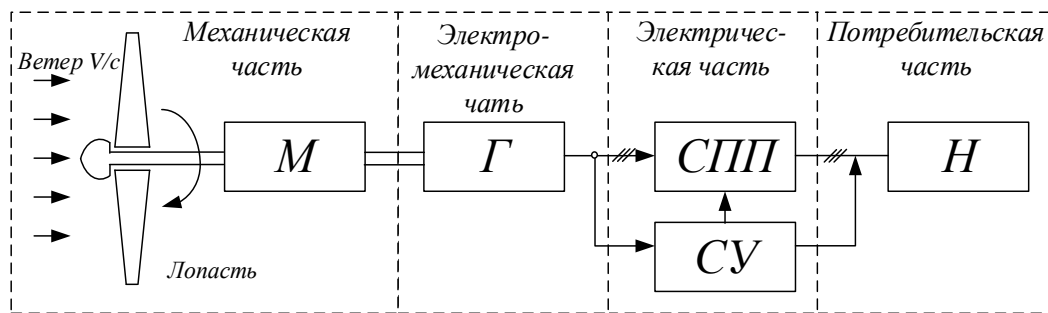 Механическая
часть
Ветер V/c
Лопасть
М
Электро-
механическая
чать
Г
Электричес-
кая часть
СПП
СУ
Потребительская
часть
Н